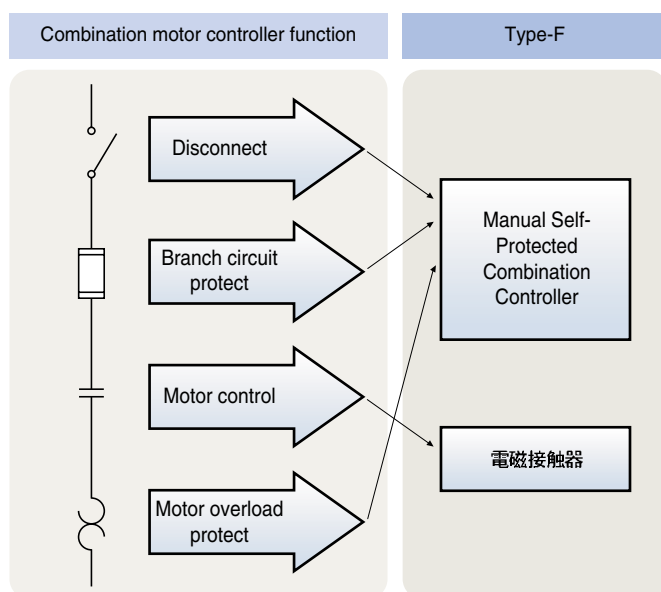 Combination motor controller function
Type-F
Disconnect
Branch circuit
protect
Motor control
Motor overload
protect
Manual Self-
Protected
Combination
Controller
電磁接触器